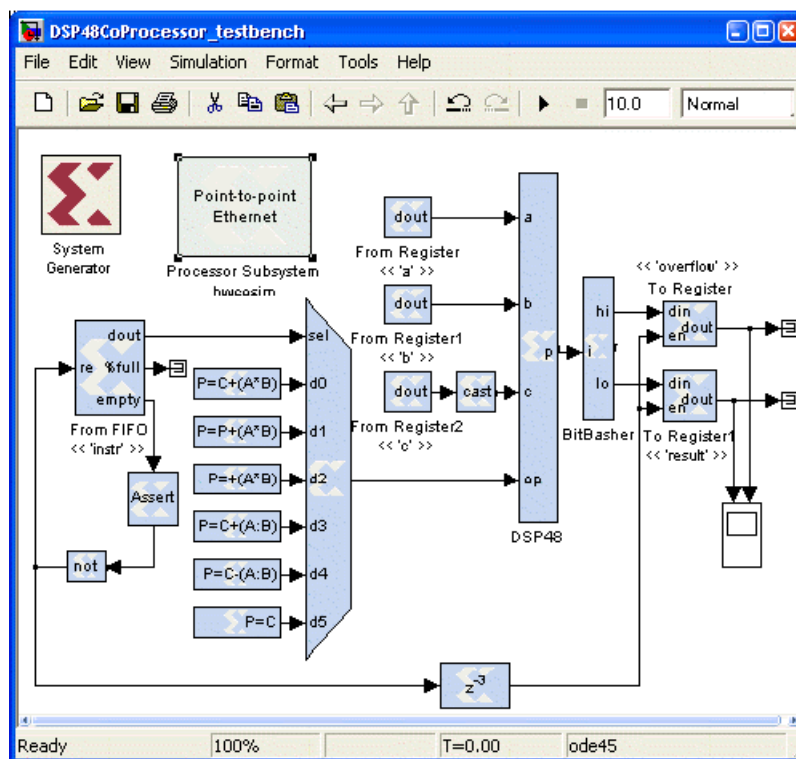 DSP48CoProcessor_testbench
File Edit View Simulation Format Tools Help
10.0 Normal
System
Generator
Point-to-point
Ethernet
Processor Subsystem
hwcosim
dout
From Register
<< 'a' >>
dout
From Register1
<< 'b' >>
dout
cast
From Register2
<< 'c' >>
a
b
c
op
p
DSP48
i
hi
lo
BitBasher
<< 'overflow' >>
To Register
din
en
dout
din
en
dout
To Register1
<< 'result' >>
dout
re %full
empty
From FIFO
<< 'instr' >>
Assert
not
sel
P=C+(A*B) d0
P=P+(A*B) d1
P=+(A*B) d2
P=C+(A:B) d3
P=C-(A:B) d4
P=C d5
z-3
Ready 100% T=0.00 ode45